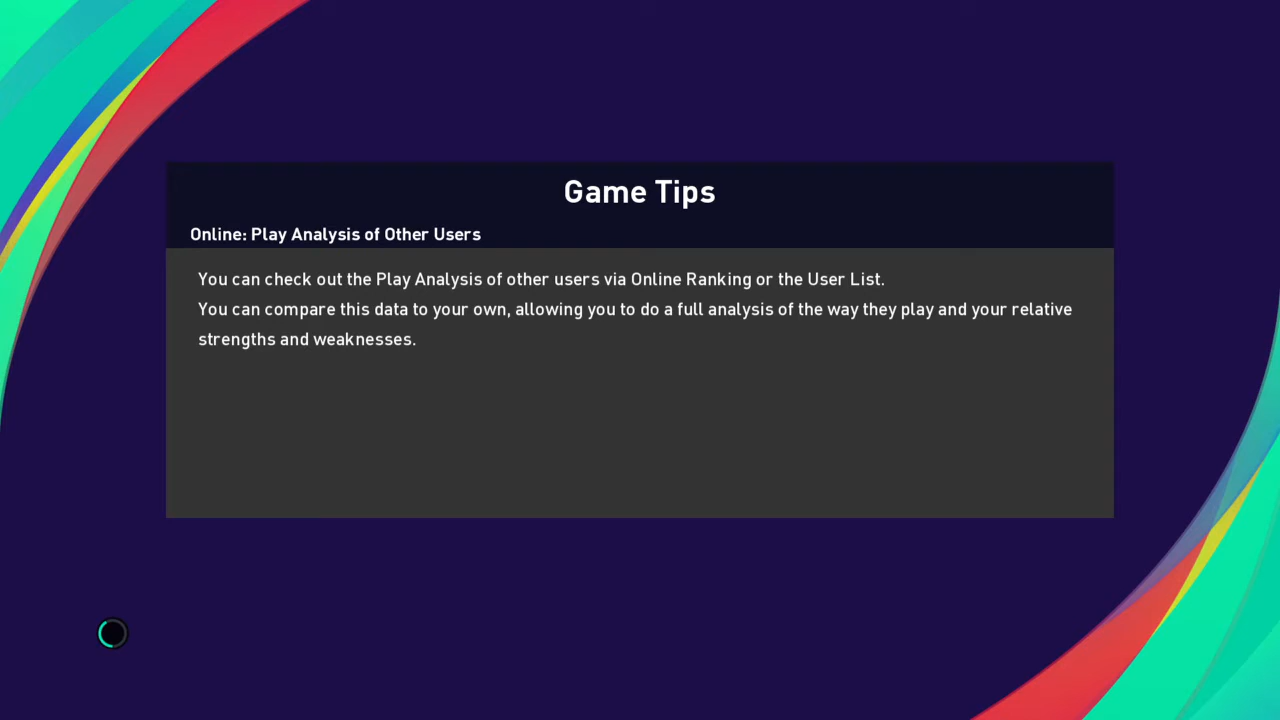 Game Tips
Online: Play Analysis of Other Users
You can check out the Play Analysis of other users via Online Ranking or the User List.
You can compare this data to your own, allowing you to do a full analysis of the way they play and your relative
strengths and weaknesses.